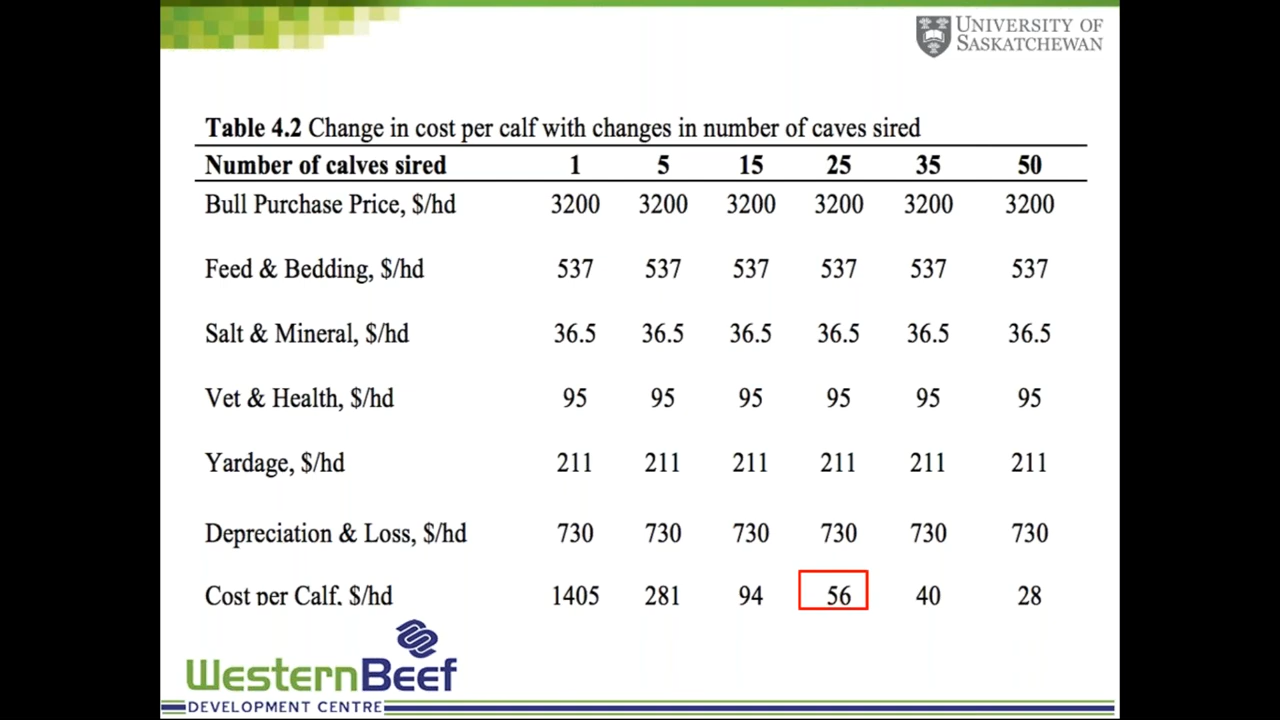 UNIVERSITY OF
SASKATCHEWAN
Table 4.2 Change in cost per calf with changes in number of caves sired
Number of calves sired 1 5 15 25 35 50
Bull Purchase Price, $/hd 3200 3200 3200 3200 3200 3200
Feed & Bedding, $/hd 537 537 537 537 537 537
Salt & Mineral, $/hd 36.5 36.5 36.5 36.5 36.5 36.5
Vet & Health, $/hd 95 95 95 95 95 95
Yardage, $/hd 211 211 211 211 211 211
Depreciation & Loss, $/hd 730 730 730 730 730 730
Cost per Calf, $/hd 1405 281 94 56 40 28
WesternBeef
DEVELOPMENT CENTRE